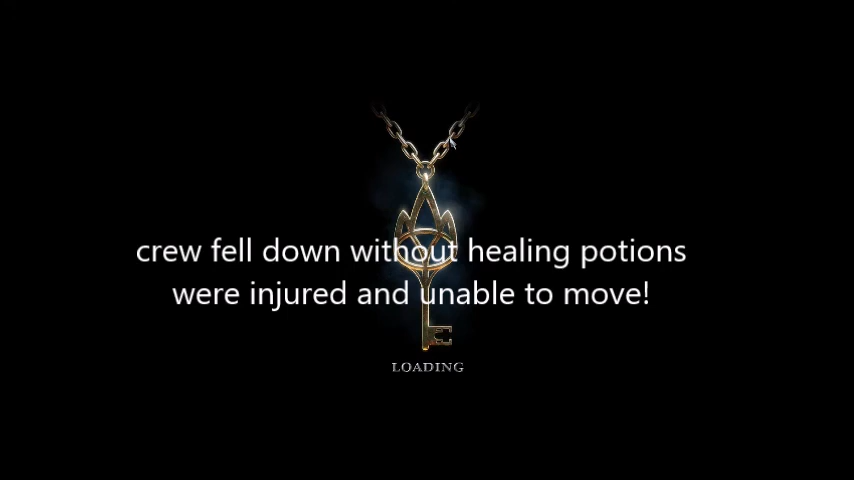 crew fell down without healing potions
were injured and unable to move!
LOADING